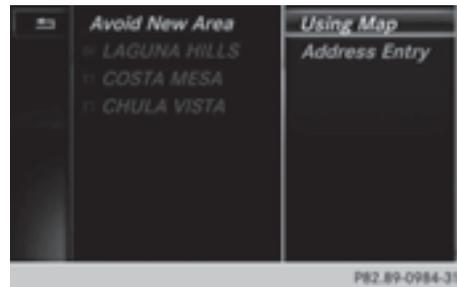 Avoid New Area
LAGUNA HILLS
COSTA MESA
CHULA VISTA
Using Map
Address Entry
P82.89-0984-31